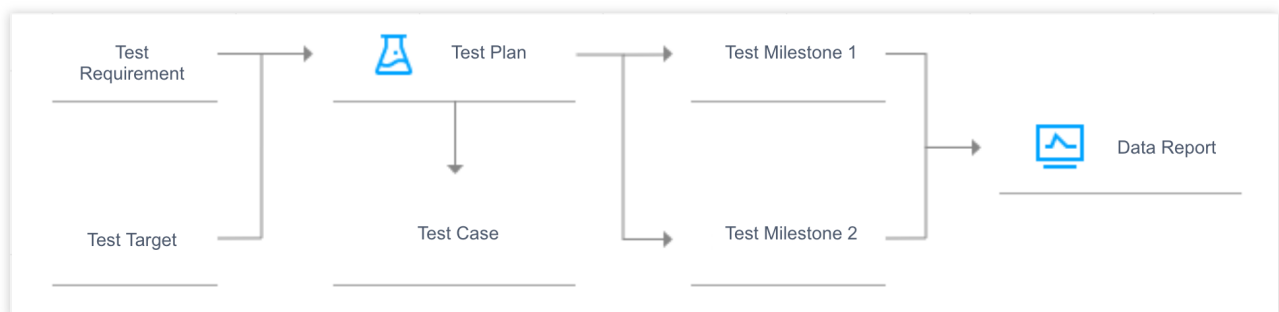 Test
Requirement
Test Plan
Test Milestone 1
Data Report
Test Target
Test Case
Test Milestone 2